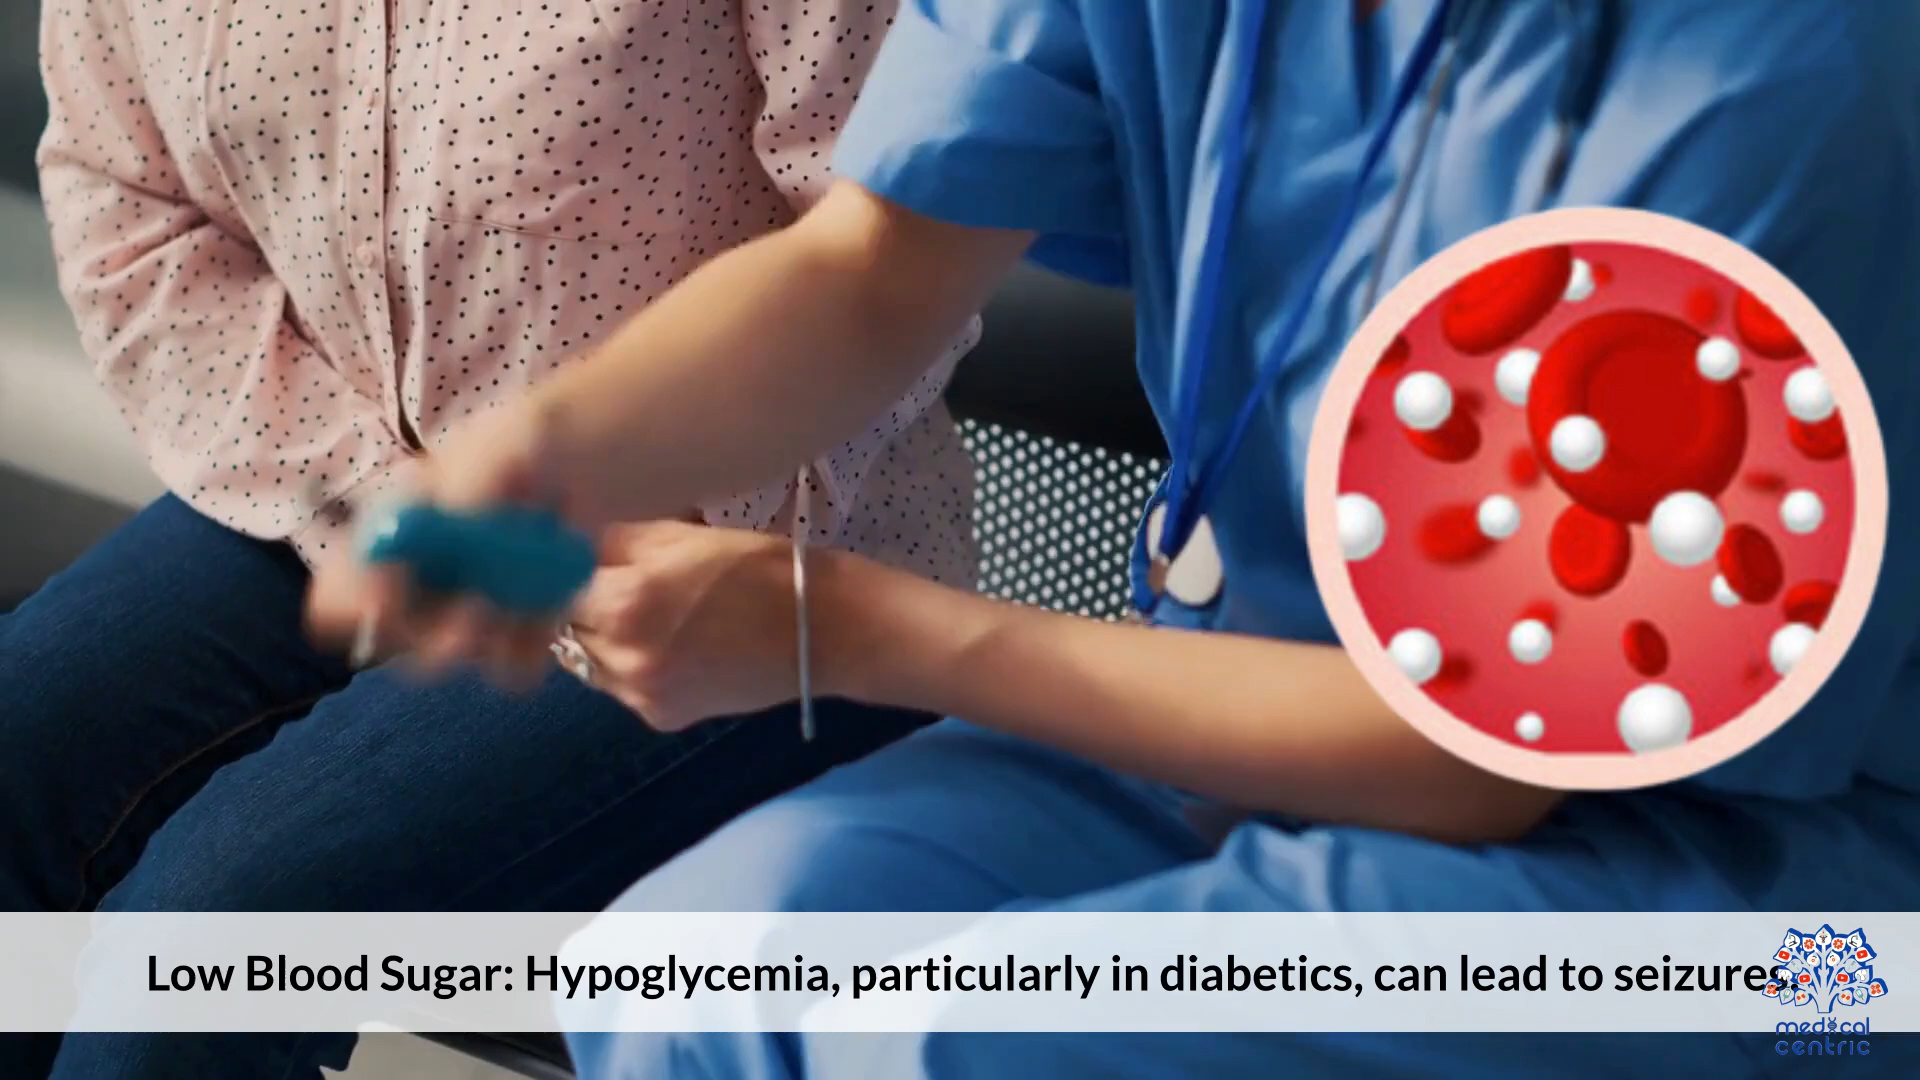 Low Blood Sugar: Hypoglycemia, particularly in diabetics, can lead to seizures.
medical
centric